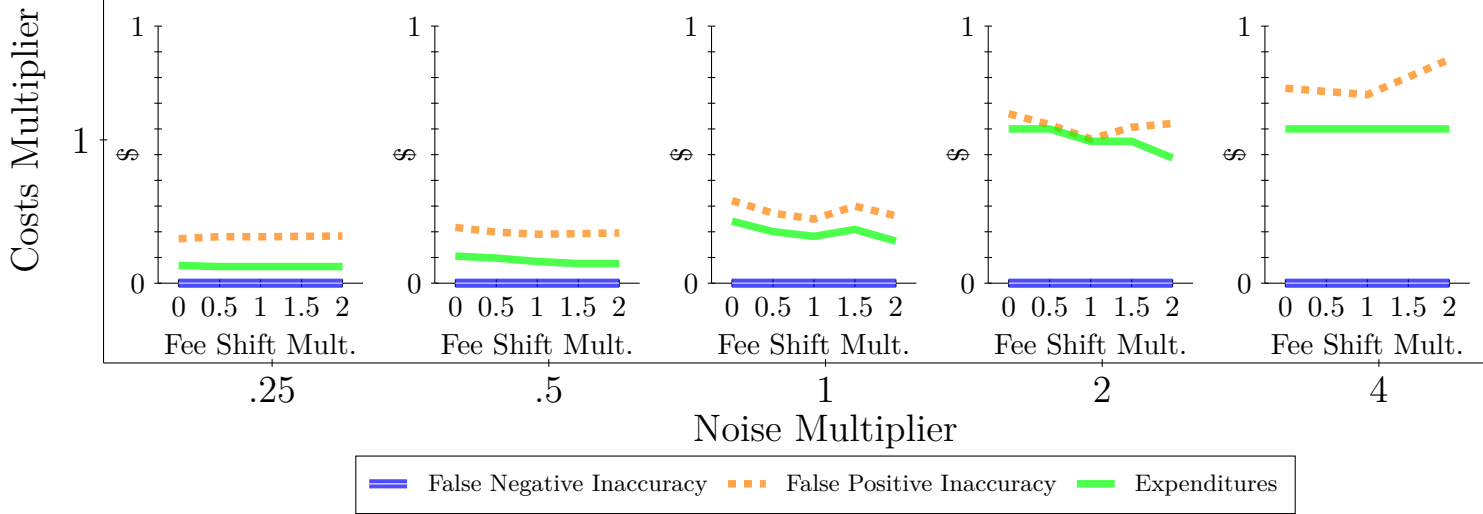 Costs Multiplier
1
1
$
0
0 0.5 1 1.5 2
Fee Shift Mult.
1
$
0
0 0.5 1 1.5 2
Fee Shift Mult.
1
$
0
0 0.5 1 1.5 2
Fee Shift Mult.
1
$
0
0 0.5 1 1.5 2
Fee Shift Mult.
1
$
0
0 0.5 1 1.5 2
Fee Shift Mult.
.25 .5 1 2 4
Noise Multiplier
False Negative Inaccuracy False Positive Inaccuracy Expenditures